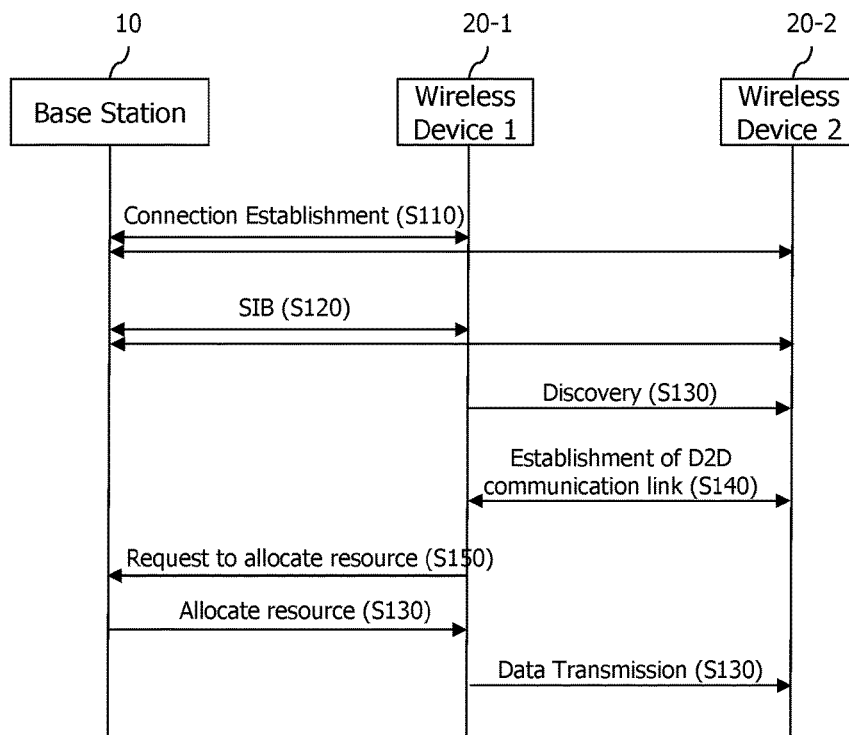 10
20-1
20-2
Base Station
Wireless
Device 1
Wireless
Device 2
Connection Establishment (S110)
SIB (S120)
Discovery (S130)
Establishment of D2D
communication link (S140)
Request to allocate resource (S150)
Allocate resource (S130)
Data Transmission (S130)